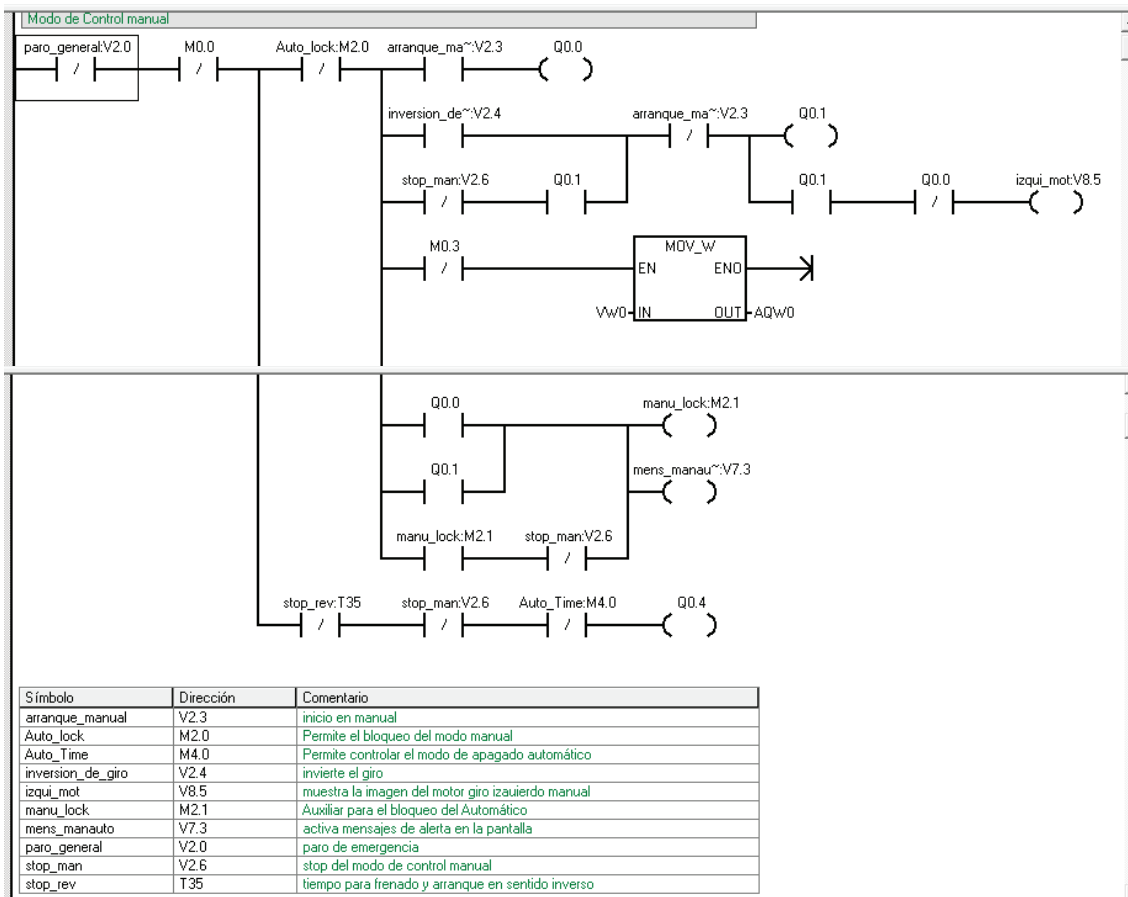 Modo de Control manual
paro_general:V2.0 M0.0 Auto_lock:M2.0 arranque_ma~:V2.3 Q0.0
inversion_de~:V2.4 arranque_ma~:V2.3 Q0.1
stop_man:V2.6 Q0.1 Q0.1 Q0.0 izqui_mot:V8.5
M0.3 MOV_W
EN ENO
VW0 IN OUT AQW0
Q0.0 manu_lock:M2.1
Q0.1 mens_manau~:V7.3
manu_lock:M2.1 stop_man:V2.6
stop_rev:T35 stop_man:V2.6 Auto_Time:M4.0 Q0.4
Símbolo Dirección Comentario
arranque_manual V2.3 inicio en manual
Auto_lock M2.0 Permite el bloqueo del modo manual
Auto_Time M4.0 Permite controlar el modo de apagado automático
inversion_de_giro V2.4 invierte el giro
izqui_mot V8.5 muestra la imagen del motor giro izauierdo manual
manu_lock M2.1 Auxiliar para el bloqueo del Automático
mens_manauto V7.3 activa mensajes de alerta en la pantalla
paro_general V2.0 paro de emergencia
stop_man V2.6 stop del modo de control manual
stop_rev T35 tiempo para frenado y arranque en sentido inverso